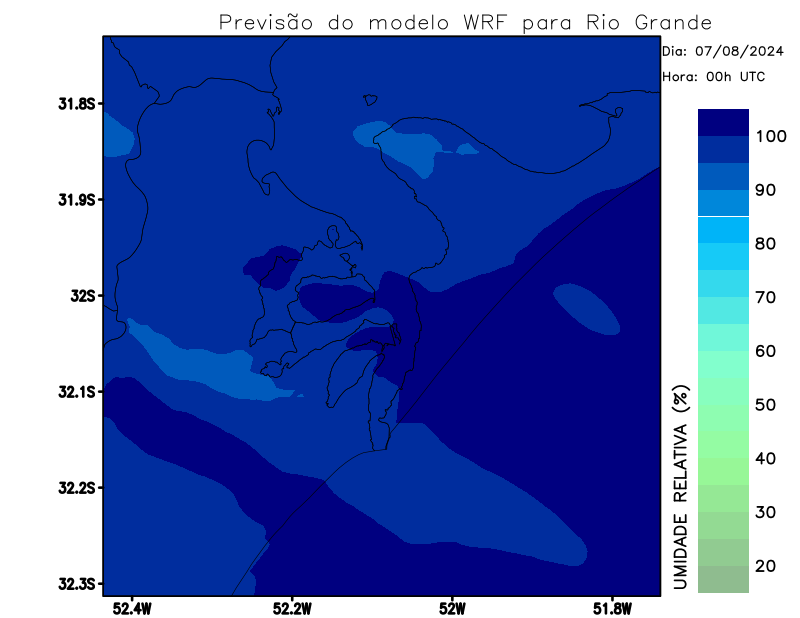 Previsão do modelo WRF para Rio Grande
Dia: 07/08/2024
Hora: 00h UTC
31.8S
31.9S
32S
32.1S
32.2S
32.3S
52.4W
52.2W
52W
51.8W
UMIDADE RELATIVA (%)
100
90
80
70
60
50
40
30
20